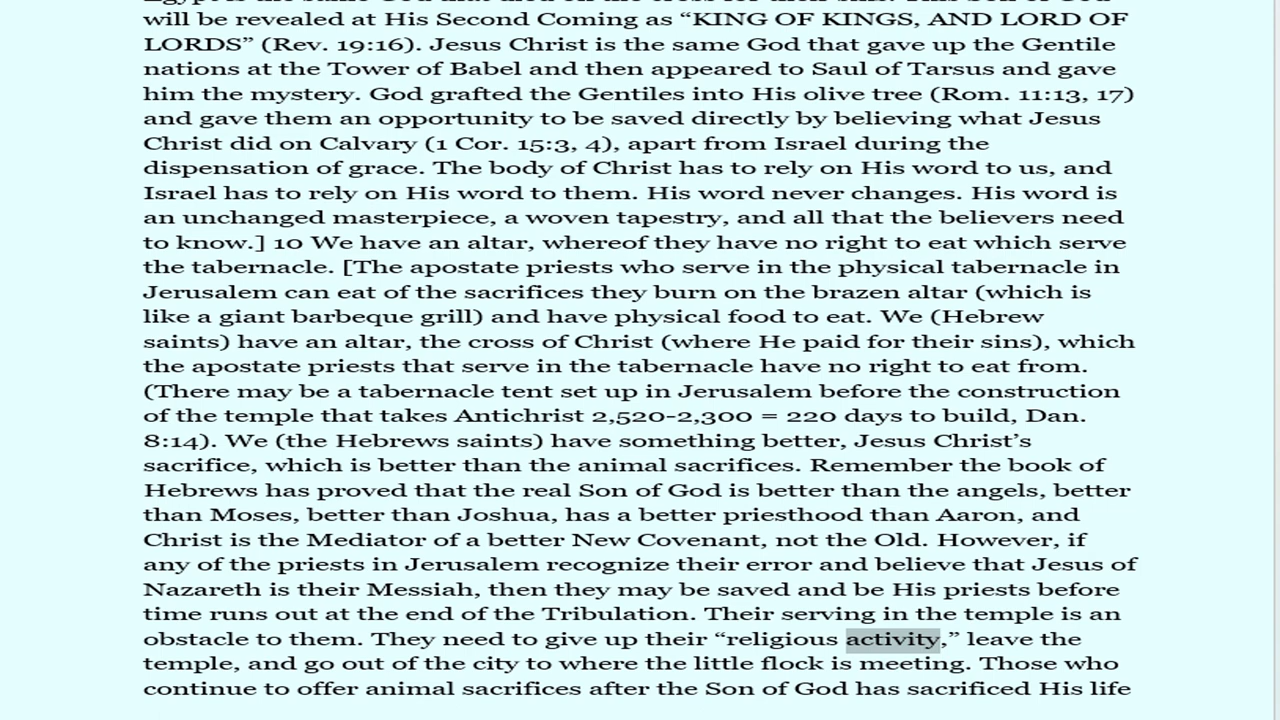 will be revealed at His Second Coming as “KING OF KINGS, AND LORD OF
LORDS” (Rev. 19:16). Jesus Christ is the same God that gave up the Gentile
nations at the Tower of Babel and then appeared to Saul of Tarsus and gave
him the mystery. God grafted the Gentiles into His olive tree (Rom. 11:13, 17)
and gave them an opportunity to be saved directly by believing what Jesus
Christ did on Calvary (1 Cor. 15:3, 4), apart from Israel during the
dispensation of grace. The body of Christ has to rely on His word to us, and
Israel has to rely on His word to them. His word never changes. His word is
an unchanged masterpiece, a woven tapestry, and all that the believers need
to know.] 10 We have an altar, whereof they have no right to eat which serve
the tabernacle. [The apostate priests who serve in the physical tabernacle in
Jerusalem can eat of the sacrifices they burn on the brazen altar (which is
like a giant barbeque grill) and have physical food to eat. We (Hebrew
saints) have an altar, the cross of Christ (where He paid for their sins), which
the apostate priests that serve in the tabernacle have no right to eat from.
(There may be a tabernacle tent set up in Jerusalem before the construction
of the temple that takes Antichrist 2,520-2,300 = 220 days to build, Dan.
8:14). We (the Hebrews saints) have something better, Jesus Christ’s
sacrifice, which is better than the animal sacrifices. Remember the book of
Hebrews has proved that the real Son of God is better than the angels, better
than Moses, better than Joshua, has a better priesthood than Aaron, and
Christ is the Mediator of a better New Covenant, not the Old. However, if
any of the priests in Jerusalem recognize their error and believe that Jesus of
Nazareth is their Messiah, then they may be saved and be His priests before
time runs out at the end of the Tribulation. Their serving in the temple is an
obstacle to them. They need to give up their “religious activity,” leave the
temple, and go out of the city to where the little flock is meeting. Those who
continue to offer animal sacrifices after the Son of God has sacrificed His life